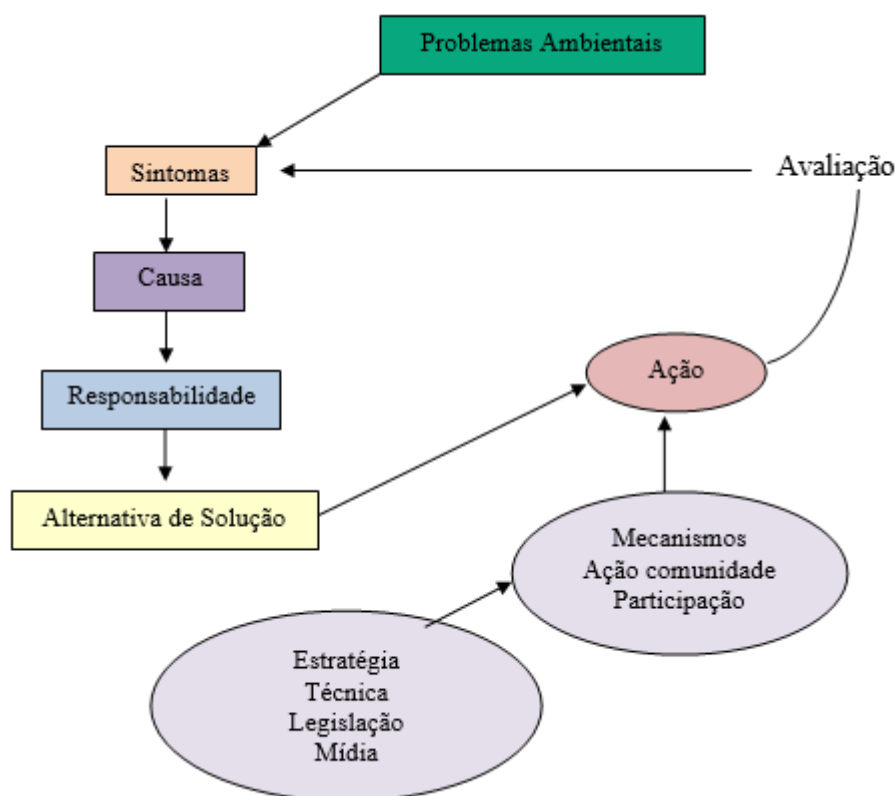 Problemas Ambientais
Sintomas
Avaliação
Causa
Ação
Responsabilidade
Alternativa de Solução
Mecanismos
Ação comunidade
Participação
Estratégia
Técnica
Legislação
Mídia